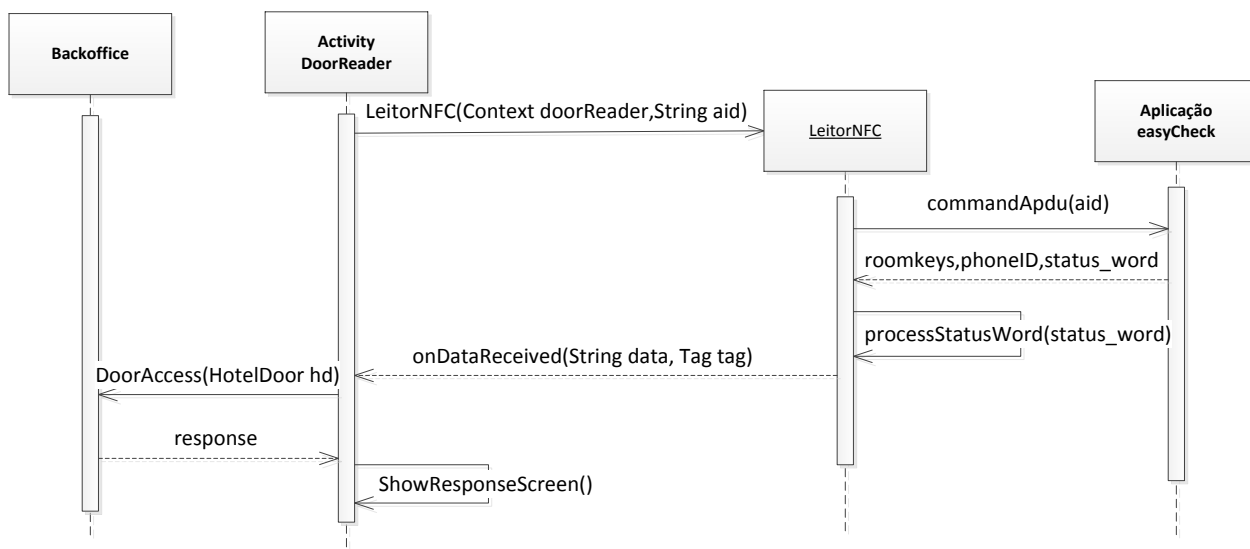 Backoffice
Activity
DoorReader
LeitorNFC(Context doorReader,String aid)
LeitorNFC
Aplicação
easyCheck
commandApdu(aid)
roomkeys,phoneID,status_word
processStatusWord(status_word)
onDataReceived(String data, Tag tag)
DoorAccess(HotelDoor hd)
response
ShowResponseScreen()